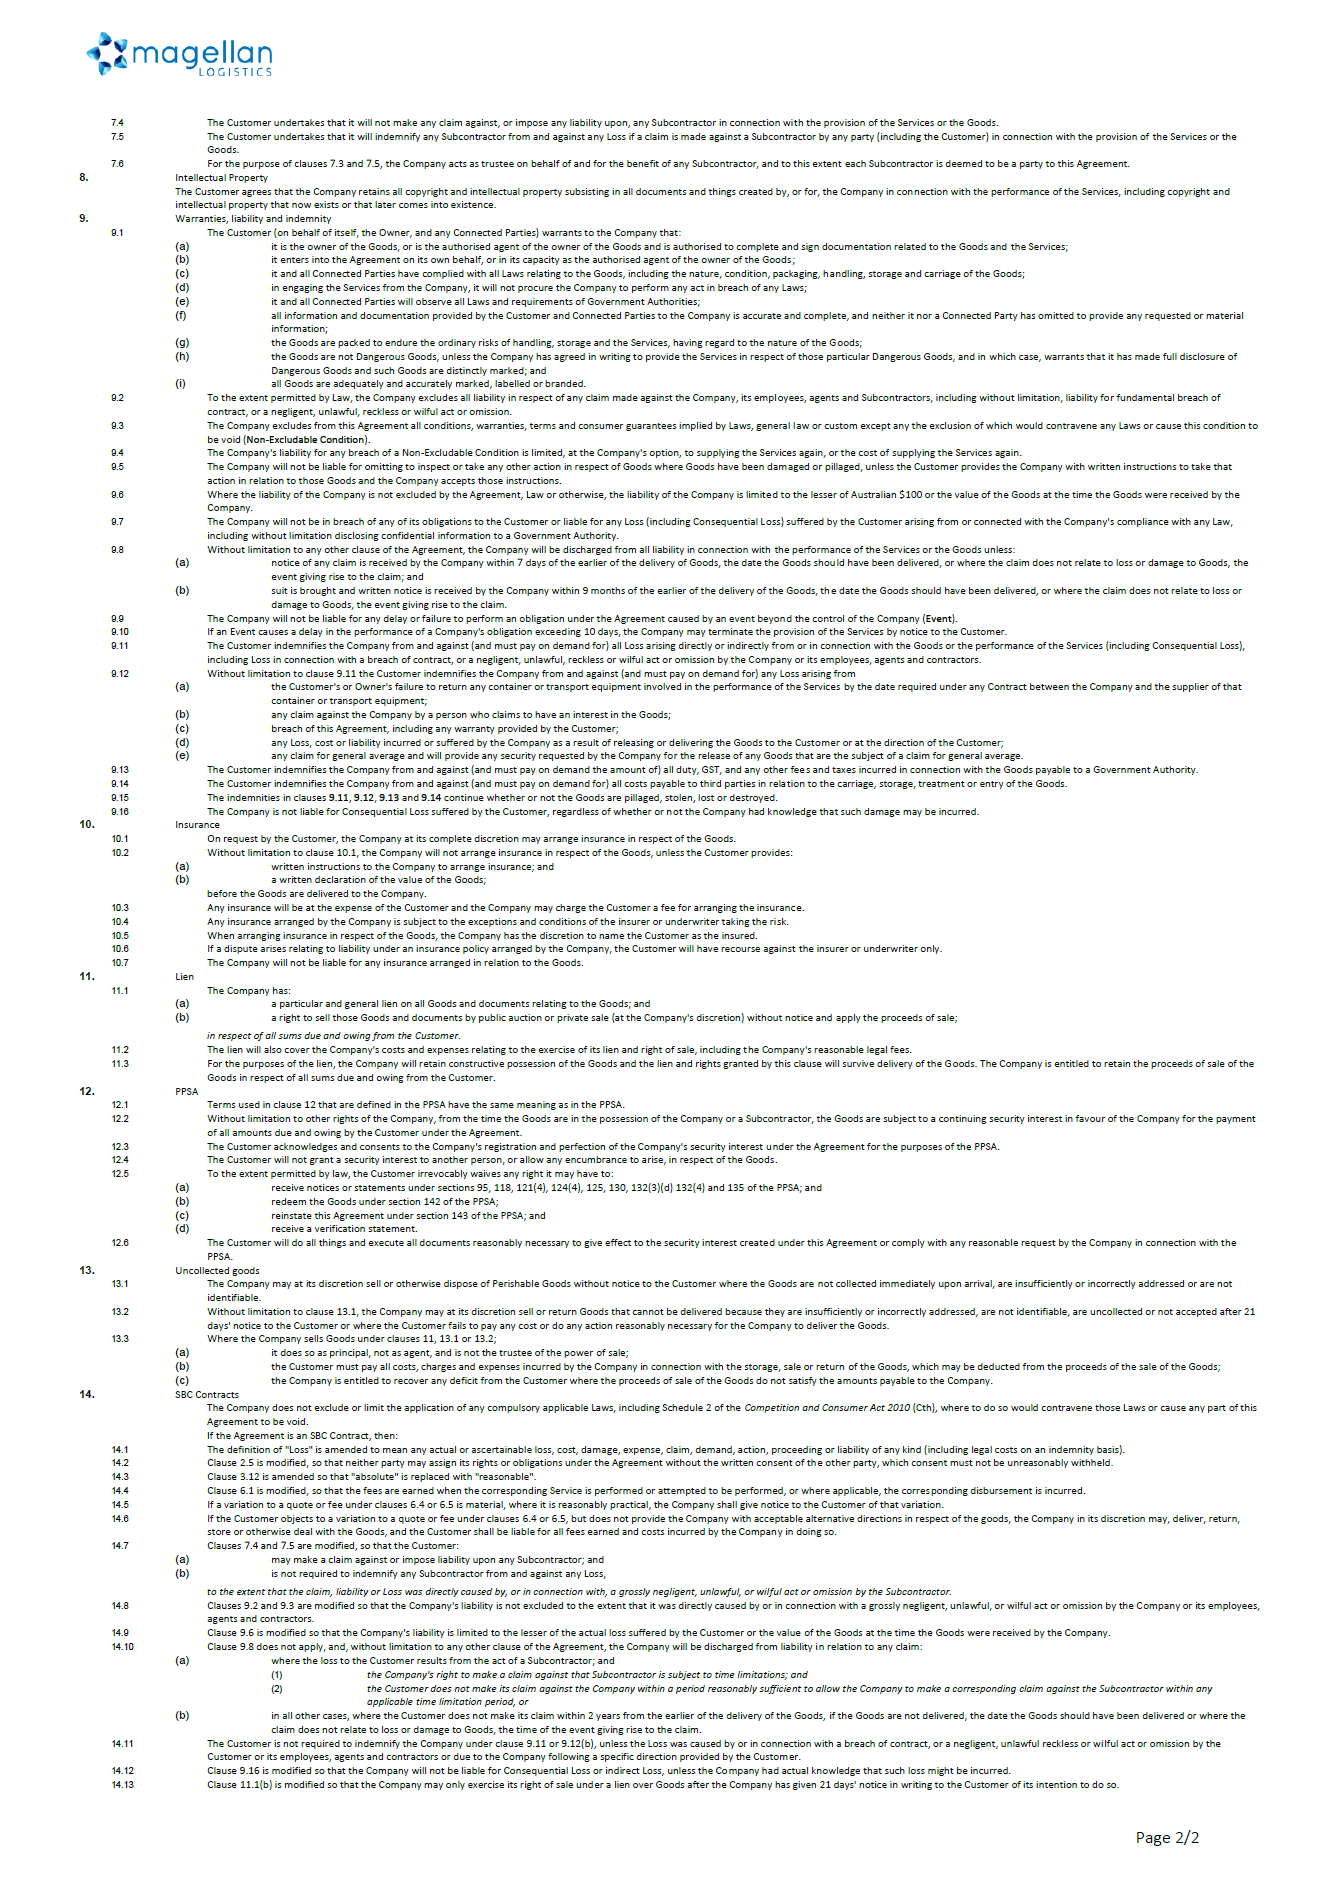 magellan
LOGISTICS
7.4 The Customer undertakes that it will not make any claim against, or impose any liability upon, any Subcontractor in connection with the provision of the Services or the Goods.
7.5 The Customer undertakes that it will indemnify any Subcontractor from and against any Loss if a claim is made against a Subcontractor by any party (including the Customer) in connection with the provision of the Services or the
Goods.
7.6 For the purpose of clauses 7.3 and 7.5, the Company acts as trustee on behalf of and for the benefit of any Subcontractor, and to this extent each Subcontractor is deemed to be a party to this Agreement.
8. Intellectual Property
The Customer agrees that the Company retains all copyright and intellectual property subsisting in all documents and things created by, or for, the Company in connection with the performance of the Services, including copyright and
intellectual property that now exists or that later comes into existence.
9. Warranties, liability and indemnity
9.1 The Customer (on behalf of itself, the Owner, and any Connected Parties) warrants to the Company that:
(a) it is the owner of the Goods, or is the authorised agent of the owner of the Goods and is authorised to complete and sign documentation related to the Goods and the Services;
(b) it enters into the Agreement on its own behalf, or in its capacity as the authorised agent of the owner of the Goods;
(c) it and all Connected Parties have complied with all Laws relating to the Goods, including the nature, condition, packaging, handling, storage and carriage of the Goods;
(d) in engaging the Services from the Company, it will not procure the Company to perform any act in breach of any Laws;
(e) it and all Connected Parties will observe all Laws and requirements of Government Authorities;
(f) all information and documentation provided by the Customer and Connected Parties to the Company is accurate and complete, and neither it nor a Connected Party has omitted to provide any requested or material
information;
(g) the Goods are packed to endure the ordinary risks of handling, storage and the Services, having regard to the nature of the Goods;
(h) the Goods are not Dangerous Goods, unless the Company has agreed in writing to provide the Services in respect of those particular Dangerous Goods, and in which case, warrants that it has made full disclosure of
Dangerous Goods and such Goods are distinctly marked; and
(i) all Goods are adequately and accurately marked, labelled or branded.
9.2 To the extent permitted by Law, the Company excludes all liability in respect of any claim made against the Company, its employees, agents and Subcontractors, including without limitation, liability for fundamental breach of
contract, or a negligent, unlawful, reckless or wilful act or omission.
9.3 The Company excludes from this Agreement all conditions, warranties, terms and consumer guarantees implied by Laws, general law or custom except any the exclusion of which would contravene any Laws or cause this condition to
be void (Non-Excludable Condition).
9.4 The Company's liability for any breach of a Non-Excludable Condition is limited, at the Company's option, to supplying the Services again, or the cost of supplying the Services again.
9.5 The Company will not be liable for omitting to inspect or take any other action in respect of Goods where Goods have been damaged or pillaged, unless the Customer provides the Company with written instructions to take that
action in relation to those Goods and the Company accepts those instructions.
9.6 Where the liability of the Company is not excluded by the Agreement, Law or otherwise, the liability of the Company is limited to the lesser of Australian $100 or the value of the Goods at the time the Goods were received by the
Company.
9.7 The Company will not be in breach of any of its obligations to the Customer or liable for any Loss (including Consequential Loss) suffered by the Customer arising from or connected with the Company's compliance with any Law,
including without limitation disclosing confidential information to a Government Authority.
9.8 Without limitation to any other clause of the Agreement, the Company will be discharged from all liability in connection with the performance of the Services or the Goods unless:
(a) notice of any claim is received by the Company within 7 days of the earlier of the delivery of Goods, the date the Goods should have been delivered, or where the claim does not relate to loss or damage to Goods, the
event giving rise to the claim; and
(b) suit is brought and written notice is received by the Company within 9 months of the earlier of the delivery of the Goods, the date the Goods should have been delivered, or where the claim does not relate to loss or
damage to Goods, the event giving rise to the claim.
9.9 The Company will not be liable for any delay or failure to perform an obligation under the Agreement caused by an event beyond the control of the Company (Event).
9.10 If an Event causes a delay in the performance of a Company's obligation exceeding 10 days, the Company may terminate the provision of the Services by notice to the Customer.
9.11 The Customer indemnifies the Company from and against (and must pay on demand for) all Loss arising directly or indirectly from or in connection with the Goods or the performance of the Services (including Consequential Loss),
including Loss in connection with a breach of contract, or a negligent, unlawful, reckless or wilful act or omission by the Company or its employees, agents and contractors.
9.12 Without limitation to clause 9.11 the Customer indemnifies the Company from and against (and must pay on demand for) any Loss arising from
(a) the Customer's or Owner's failure to return any container or transport equipment involved in the performance of the Services by the date required under any Contract between the Company and the supplier of that
container or transport equipment;
(b) any claim against the Company by a person who claims to have an interest in the Goods;
(c) breach of this Agreement, including any warranty provided by the Customer;
(d) any Loss, cost or liability incurred or suffered by the Company as a result of releasing or delivering the Goods to the Customer or at the direction of the Customer;
(e) any claim for general average and will provide any security requested by the Company for the release of any Goods that are the subject of a claim for general average.
9.13 The Customer indemnifies the Company from and against (and must pay on demand the amount of) all duty, GST, and any other fees and taxes incurred in connection with the Goods payable to a Government Authority.
9.14 The Customer indemnifies the Company from and against (and must pay on demand for) all costs payable to third parties in relation to the carriage, storage, treatment or entry of the Goods.
9.15 The indemnities in clauses 9.11, 9.12, 9.13 and 9.14 continue whether or not the Goods are pillaged, stolen, lost or destroyed.
9.16 The Company is not liable for Consequential Loss suffered by the Customer, regardless of whether or not the Company had knowledge that such damage may be incurred.
10. Insurance
10.1 On request by the Customer, the Company at its complete discretion may arrange insurance in respect of the Goods.
10.2 Without limitation to clause 10.1, the Company will not arrange insurance in respect of the Goods, unless the Customer provides:
(a) written instructions to the Company to arrange insurance; and
(b) a written declaration of the value of the Goods;
before the Goods are delivered to the Company.
10.3 Any insurance will be at the expense of the Customer and the Company may charge the Customer a fee for arranging the insurance.
10.4 Any insurance arranged by the Company is subject to the exceptions and conditions of the insurer or underwriter taking the risk.
10.5 When arranging insurance in respect of the Goods, the Company has the discretion to name the Customer as the insured.
10.6 If a dispute arises relating to liability under an insurance policy arranged by the Company, the Customer will have recourse against the insurer or underwriter only.
10.7 The Company will not be liable for any insurance arranged in relation to the Goods.
11. Lien
11.1 The Company has:
(a) a particular and general lien on all Goods and documents relating to the Goods; and
(b) a right to sell those Goods and documents by public auction or private sale (at the Company's discretion) without notice and apply the proceeds of sale;
in respect of all sums due and owing from the Customer.
11.2 The lien will also cover the Company's costs and expenses relating to the exercise of its lien and right of sale, including the Company's reasonable legal fees.
11.3 For the purposes of the lien, the Company will retain constructive possession of the Goods and the lien and rights granted by this clause will survive delivery of the Goods. The Company is entitled to retain the proceeds of sale of the
Goods in respect of all sums due and owing from the Customer.
12. PPSA
12.1 Terms used in clause 12 that are defined in the PPSA have the same meaning as in the PPSA.
12.2 Without limitation to other rights of the Company, from the time the Goods are in the possession of the Company or a Subcontractor, the Goods are subject to a continuing security interest in favour of the Company for the payment
of all amounts due and owing by the Customer under the Agreement.
12.3 The Customer acknowledges and consents to the Company's registration and perfection of the Company's security interest under the Agreement for the purposes of the PPSA.
12.4 The Customer will not grant a security interest to another person, or allow any encumbrance to arise, in respect of the Goods.
12.5 To the extent permitted by law, the Customer irrevocably waives any right it may have to:
(a) receive notices or statements under sections 95, 118, 121(4), 124(4), 125, 130, 132(3)(d) 132(4) and 135 of the PPSA; and
(b) redeem the Goods under section 142 of the PPSA;
(c) reinstate this Agreement under section 143 of the PPSA; and
(d) receive a verification statement.
12.6 The Customer will do all things and execute all documents reasonably necessary to give effect to the security interest created under this Agreement or comply with any reasonable request by the Company in connection with the
PPSA.
13. Uncollected goods
13.1 The Company may at its discretion sell or otherwise dispose of Perishable Goods without notice to the Customer where the Goods are not collected immediately upon arrival, are insufficiently or incorrectly addressed or are not
identifiable.
13.2 Without limitation to clause 13.1, the Company may at its discretion sell or return Goods that cannot be delivered because they are insufficiently or incorrectly addressed, are not identifiable, are uncollected or not accepted after 21
days' notice to the Customer or where the Customer fails to pay any cost or do any action reasonably necessary for the Company to deliver the Goods.
13.3 Where the Company sells Goods under clauses 11, 13.1 or 13.2;
(a) it does so as principal, not as agent, and is not the trustee of the power of sale;
(b) the Customer must pay all costs, charges and expenses incurred by the Company in connection with the storage, sale or return of the Goods, which may be deducted from the proceeds of the sale of the Goods;
(c) the Company is entitled to recover any deficit from the Customer where the proceeds of sale of the Goods do not satisfy the amounts payable to the Company.
14. SBC Contracts
The Company does not exclude or limit the application of any compulsory applicable Laws, including Schedule 2 of the Competition and Consumer Act 2010 (Cth), where to do so would contravene those Laws or cause any part of this
Agreement to be void.
If the Agreement is an SBC Contract, then:
14.1 The definition of "Loss" is amended to mean any actual or ascertainable loss, cost, damage, expense, claim, demand, action, proceeding or liability of any kind (including legal costs on an indemnity basis).
14.2 Clause 2.5 is modified, so that neither party may assign its rights or obligations under the Agreement without the written consent of the other party, which consent must not be unreasonably withheld.
14.3 Clause 3.12 is amended so that "absolute" is replaced with "reasonable".
14.4 Clause 6.1 is modified, so that the fees are earned when the corresponding Service is performed or attempted to be performed, or where applicable, the corresponding disbursement is incurred.
14.5 If a variation to a quote or fee under clauses 6.4 or 6.5 is material, where it is reasonably practical, the Company shall give notice to the Customer of that variation.
14.6 If the Customer objects to a variation to a quote or fee under clauses 6.4 or 6.5, but does not provide the Company with acceptable alternative directions in respect of the goods, the Company in its discretion may, deliver, return,
store or otherwise deal with the Goods, and the Customer shall be liable for all fees earned and costs incurred by the Company in doing so.
14.7 Clauses 7.4 and 7.5 are modified, so that the Customer:
(a) may make a claim against or impose liability upon any Subcontractor; and
(b) is not required to indemnify any Subcontractor from and against any Loss,
to the extent that the claim, liability or Loss was directly caused by, or in connection with, a grossly negligent, unlawful, or wilful act or omission by the Subcontractor.
14.8 Clauses 9.2 and 9.3 are modified so that the Company's liability is not excluded to the extent that it was directly caused by or in connection with a grossly negligent, unlawful, or wilful act or omission by the Company or its employees,
agents and contractors.
14.9 Clause 9.6 is modified so that the Company's liability is limited to the lesser of the actual loss suffered by the Customer or the value of the Goods at the time the Goods were received by the Company.
14.10 Clause 9.8 does not apply, and, without limitation to any other clause of the Agreement, the Company will be discharged from liability in relation to any claim:
(a) where the loss to the Customer results from the act of a Subcontractor; and
(1) the Company's right to make a claim against that Subcontractor is subject to time limitations; and
(2) the Customer does not make its claim against the Company within a period reasonably sufficient to allow the Company to make a corresponding claim against the Subcontractor within any
applicable time limitation period, or
(b) in all other cases, where the Customer does not make its claim within 2 years from the earlier of the delivery of the Goods, if the Goods are not delivered, the date the Goods should have been delivered or where the
claim does not relate to loss or damage to Goods, the time of the event giving rise to the claim.
14.11 The Customer is not required to indemnify the Company under clause 9.11 or 9.12(b), unless the Loss was caused by or in connection with a breach of contract, or a negligent, unlawful reckless or wilful act or omission by the
Customer or its employees, agents and contractors or due to the Company following a specific direction provided by the Customer.
14.12 Clause 9.16 is modified so that the Company will not be liable for Consequential Loss or indirect Loss, unless the Company had actual knowledge that such loss might be incurred.
14.13 Clause 11.1(b) is modified so that the Company may only exercise its right of sale under a lien over Goods after the Company has given 21 days' notice in writing to the Customer of its intention to do so.
Page 2/2